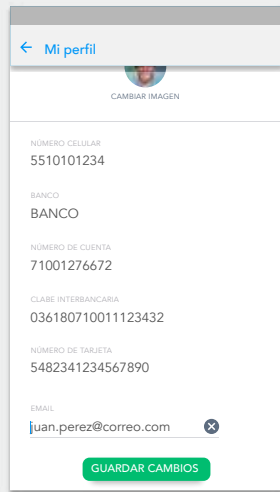 Mi perfil
CAMBIAR IMAGEN
NÚMERO CELULAR
5510101234
BANCO
BANCO
NÚMERO DE CUENTA
71001276672
CLABE INTERBANCARIA
036180710011123432
NÚMERO DE TARJETA
5482341234567890
EMAIL
juan.perez@correo.com
GUARDAR CAMBIOS